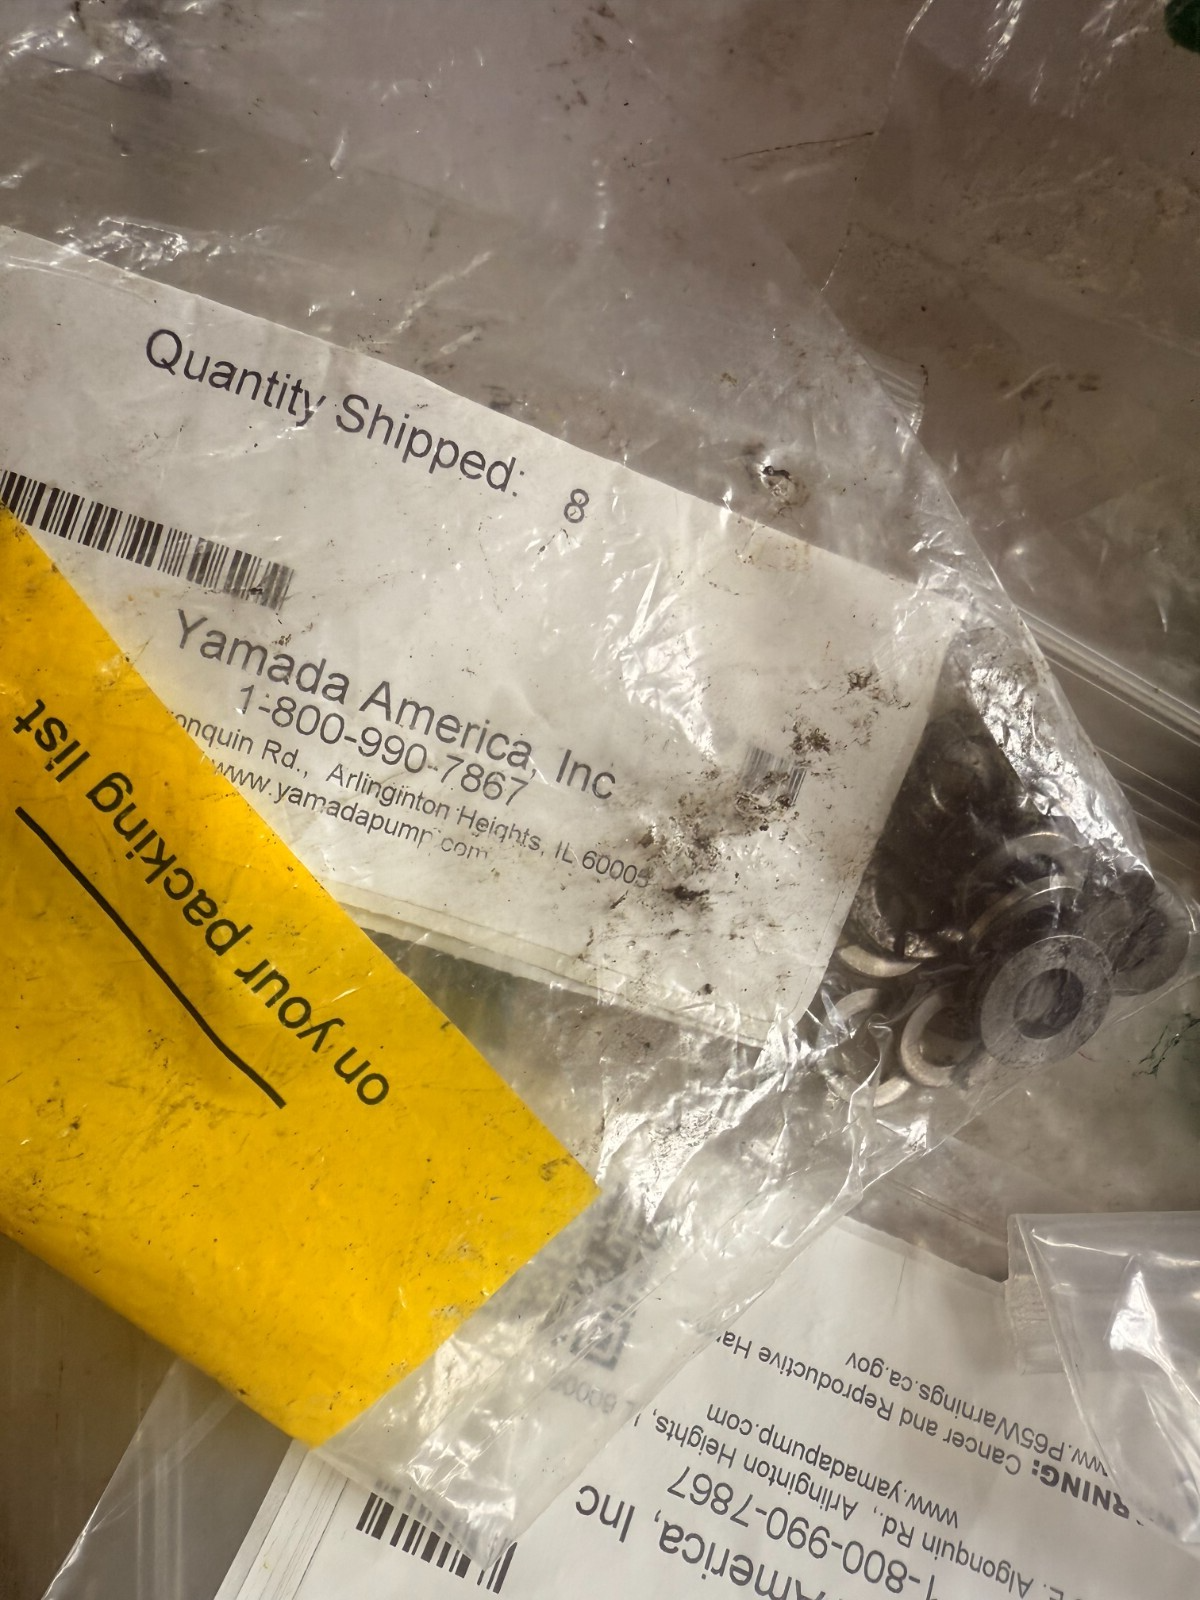 Quantity Shipped: 8
Yamada America, Inc
1-800-990-7867
onquin Rd., Arlinginton Heights, IL 60005
www.yamadapump.com
on your packing list
America, Inc
1-800-990-7867
E. Algonquin Rd., Arlinginton Heights,
www.yamadapump.com
RNING: Cancer and Reproductive Ha
ww.P65Warnings.ca.gov